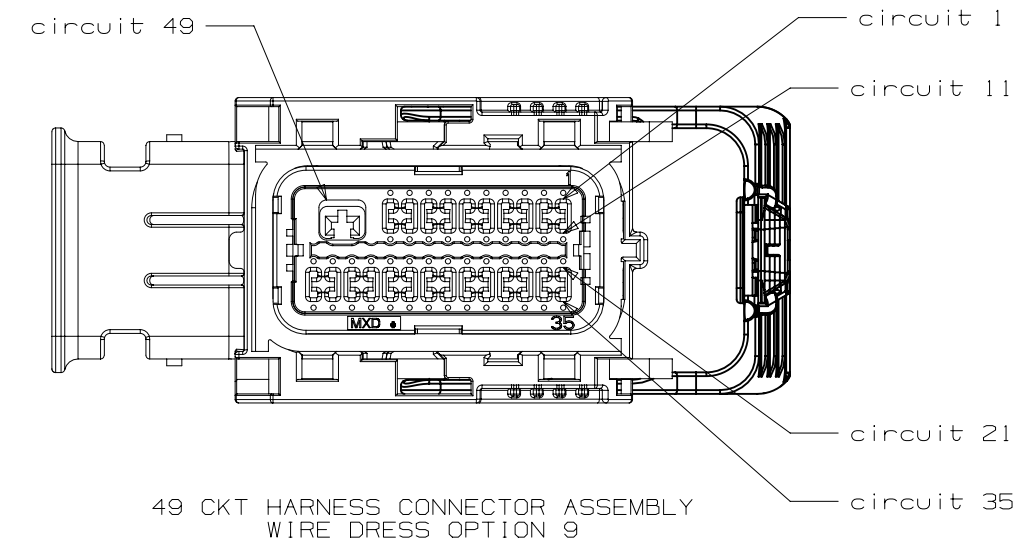 circuit 49
circuit 1
circuit 11
1
MXD
35
circuit 21
circuit 35
49 CKT HARNESS CONNECTOR ASSEMBLY
WIRE DRESS OPTION 9